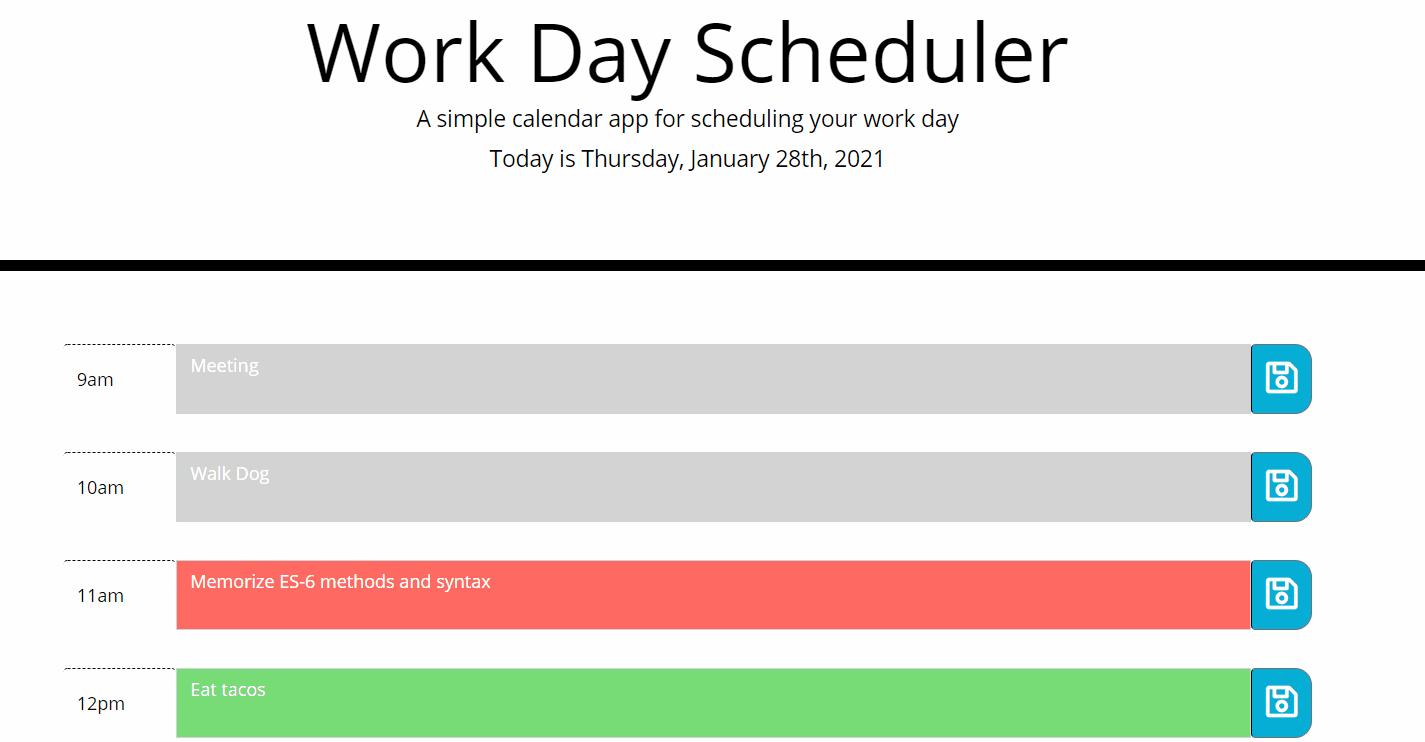 Work Day Scheduler
A simple calendar app for scheduling your work day
Today is Thursday, January 28th, 2021
9am Meeting
10am Walk Dog
11am Memorize ES-6 methods and syntax
12pm Eat tacos